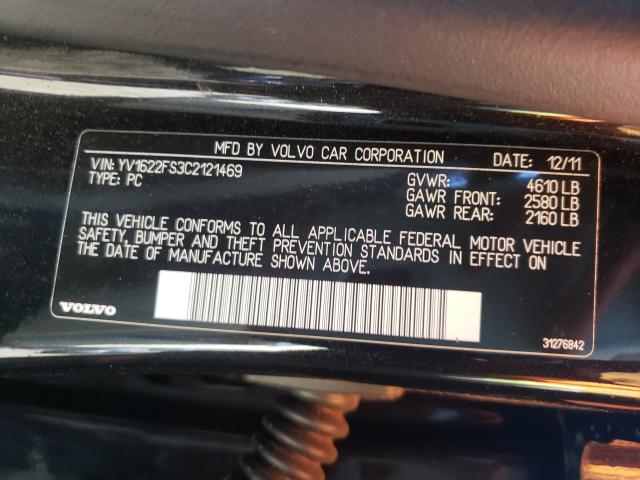 MFD BY VOLVO CAR CORPORATION DATE: 12/11
VIN: YV1622FS3C2121469 GVWR: 4610 LB
TYPE: PC GAWR FRONT: 2580 LB
GAWR REAR: 2160 LB
THIS VEHICLE CONFORMS TO ALL APPLICABLE FEDERAL MOTOR VEHICLE
SAFETY, BUMPER AND THEFT PREVENTION STANDARDS IN EFFECT ON
THE DATE OF MANUFACTURE SHOWN ABOVE.
VOLVO 31276842